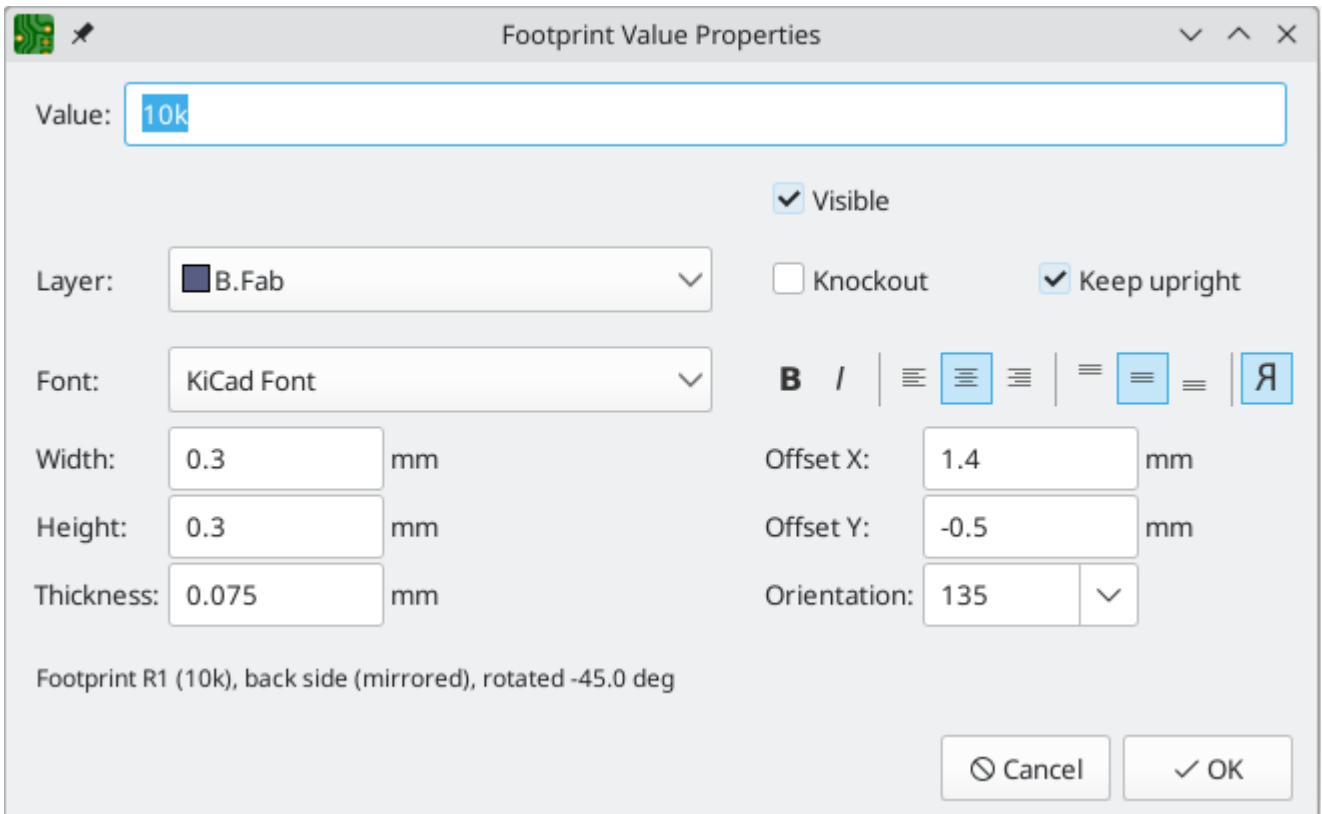 Footprint Value Properties
Value: 10k
Visible
Layer: B.Fab Knockout Keep upright
Font: KiCad Font B I Я
Width: 0.3 mm Offset X: 1.4 mm
Height: 0.3 mm Offset Y: -0.5 mm
Thickness: 0.075 mm Orientation: 135
Footprint R1 (10k), back side (mirrored), rotated -45.0 deg
Cancel OK